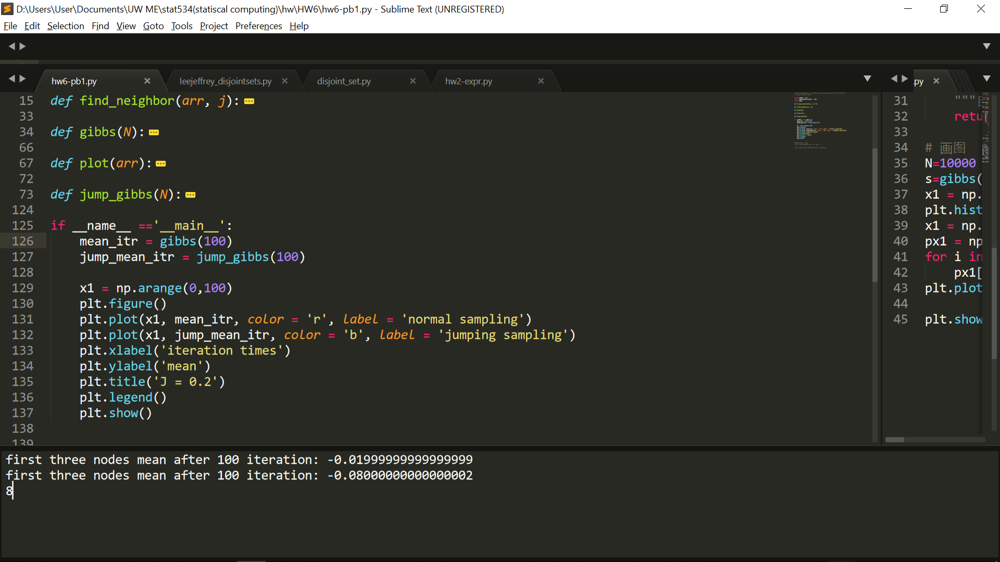 D:\Users\User\Documents\UW ME\stat534(statiscal computing)\hw\HW6\hw6-pb1.py - Sublime Text (UNREGISTERED)
File Edit Selection Find View Goto Tools Project Preferences Help
hw6-pb1.py leejeffrey_disjointsets.py disjoint_set.py hw2-expr.py
15 def find_neighbor(arr, j):
33
34 def gibbs(N):
66
67 def plot(arr):
72
73 def jump_gibbs(N):
124
125 if __name__ =='__main__':
126 mean_itr = gibbs(100)
127 jump_mean_itr = jump_gibbs(100)
128
129 x1 = np.arange(0,100)
130 plt.figure()
131 plt.plot(x1, mean_itr, color = 'r', label = 'normal sampling')
132 plt.plot(x1, jump_mean_itr, color = 'b', label = 'jumping sampling')
133 plt.xlabel('iteration times')
134 plt.ylabel('mean')
135 plt.title('J = 0.2')
136 plt.legend()
137 plt.show()
138
139
.py
31 """
32 retu
33
34 # 画图
35 N=10000
36 s=gibbs(
37 x1 = np.
38 plt.hist
39 x1 = np.
40 px1 = np
41 for i in
42 px1[
43 plt.plot
44
45 plt.show
first three nodes mean after 100 iteration: -0.01999999999999999
first three nodes mean after 100 iteration: -0.08000000000000002
8